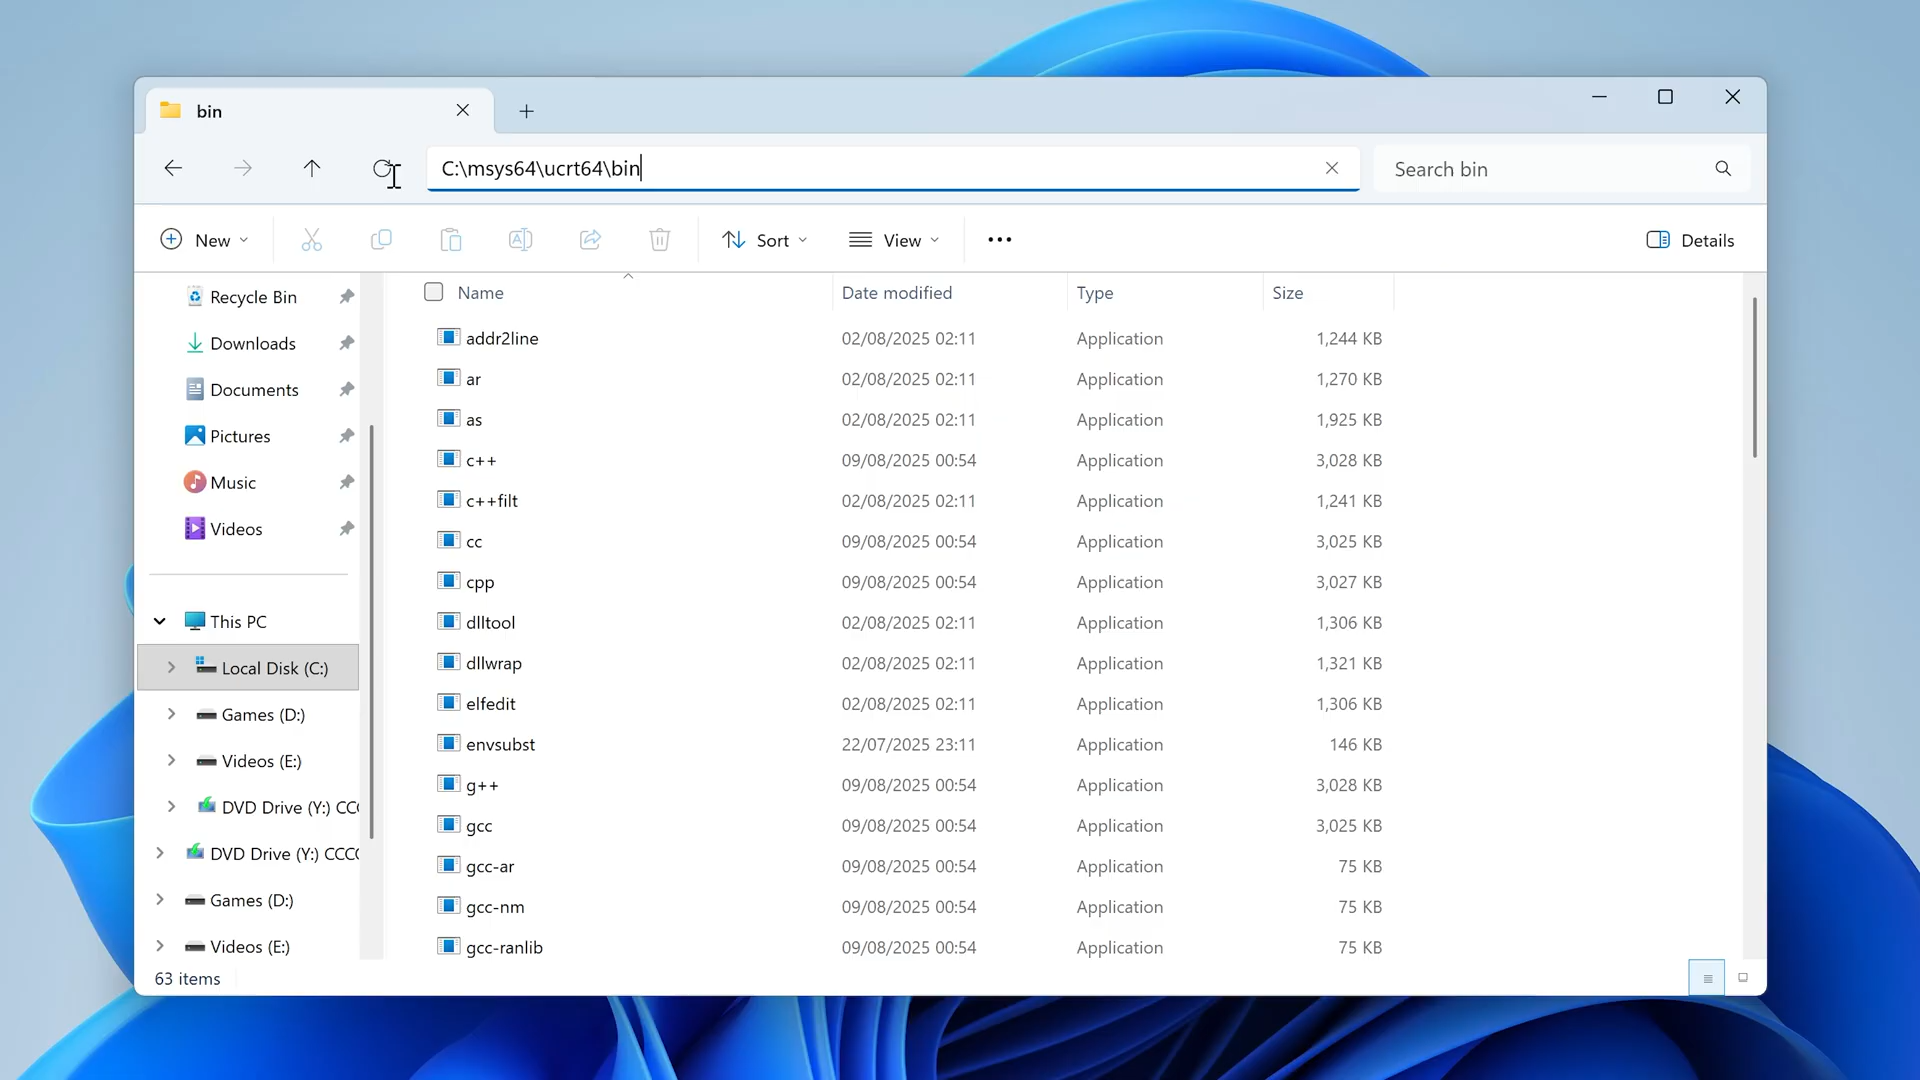 bin
C:\msys64\ucrt64\bin
Search bin
New
Sort
View
Details
Recycle Bin
Downloads
Documents
Pictures
Music
Videos
This PC
Local Disk (C:)
Games (D:)
Videos (E:)
DVD Drive (Y:) CCC
DVD Drive (Y:) CCC
Games (D:)
Videos (E:)
Name Date modified Type Size
addr2line 02/08/2025 02:11 Application 1,244 KB
ar 02/08/2025 02:11 Application 1,270 KB
as 02/08/2025 02:11 Application 1,925 KB
c++ 09/08/2025 00:54 Application 3,028 KB
c++filt 02/08/2025 02:11 Application 1,241 KB
cc 09/08/2025 00:54 Application 3,025 KB
cpp 09/08/2025 00:54 Application 3,027 KB
dlltool 02/08/2025 02:11 Application 1,306 KB
dllwrap 02/08/2025 02:11 Application 1,321 KB
elfedit 02/08/2025 02:11 Application 1,306 KB
envsubst 22/07/2025 23:11 Application 146 KB
g++ 09/08/2025 00:54 Application 3,028 KB
gcc 09/08/2025 00:54 Application 3,025 KB
gcc-ar 09/08/2025 00:54 Application 75 KB
gcc-nm 09/08/2025 00:54 Application 75 KB
gcc-ranlib 09/08/2025 00:54 Application 75 KB
63 items